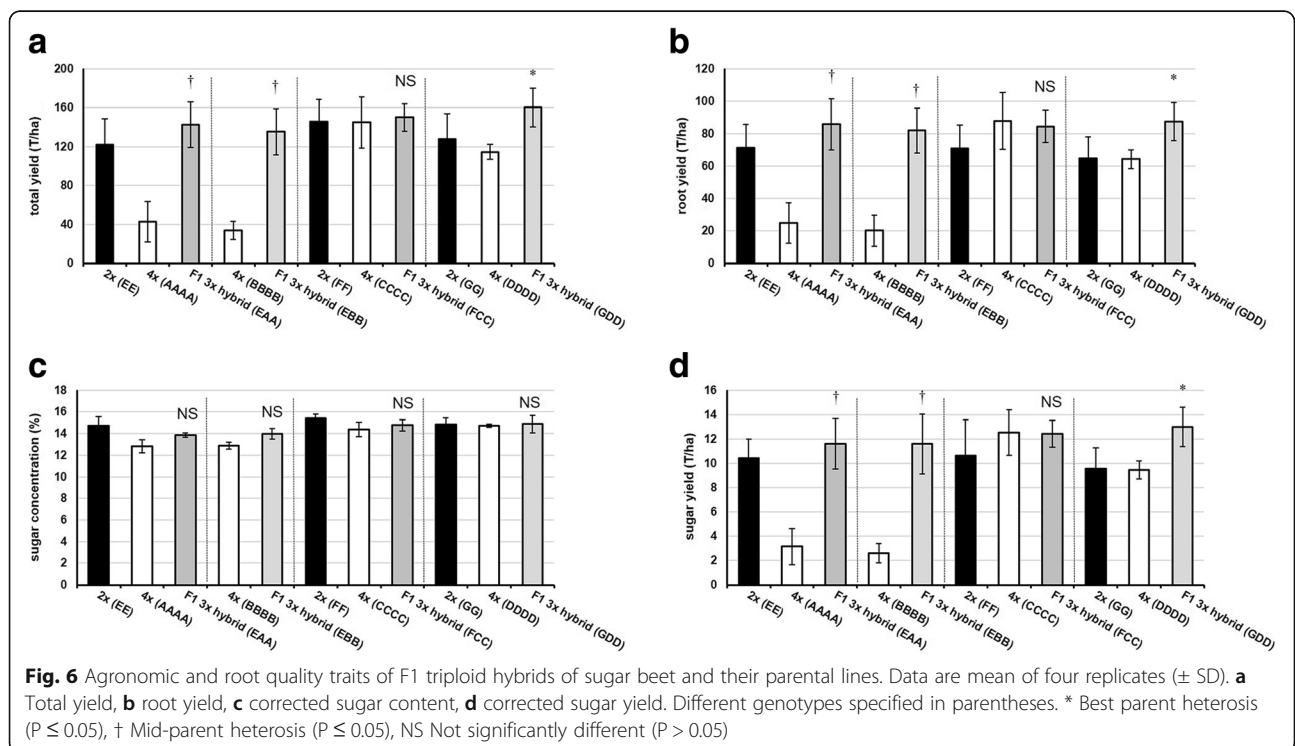 a
200
160
120
80
40
0
total yield (T/ha)
† † NS *
2x (EE) 4x (AAAA) F1 3x hybrid (EAA) 4x (BBBB) F1 3x hybrid (EBB) 2x (FF) 4x (CCCC) F1 3x hybrid (FCC) 2x (GG) 4x (DDDD) F1 3x hybrid (GDD)
b
120
100
80
60
40
20
0
root yield (T/ha)
† † NS *
2x (EE) 4x (AAAA) F1 3x hybrid (EAA) 4x (BBBB) F1 3x hybrid (EBB) 2x (FF) 4x (CCCC) F1 3x hybrid (FCC) 2x (GG) 4x (DDDD) F1 3x hybrid (GDD)
c
18
16
14
12
10
8
6
4
2
0
sugar concentration (%)
NS NS NS NS
2x (EE) 4x (AAAA) F1 3x hybrid (EAA) 4x (BBBB) F1 3x hybrid (EBB) 2x (FF) 4x (CCCC) F1 3x hybrid (FCC) 2x (GG) 4x (DDDD) F1 3x hybrid (GDD)
d
16
14
12
10
8
6
4
2
0
sugar yield (T/ha)
† † NS *
2x (EE) 4x (AAAA) F1 3x hybrid (EAA) 4x (BBBB) F1 3x hybrid (EBB) 2x (FF) 4x (CCCC) F1 3x hybrid (FCC) 2x (GG) 4x (DDDD) F1 3x hybrid (GDD)
Fig. 6 Agronomic and root quality traits of F1 triploid hybrids of sugar beet and their parental lines. Data are mean of four replicates (± SD). a
Total yield, b root yield, c corrected sugar content, d corrected sugar yield. Different genotypes specified in parentheses. * Best parent heterosis
(P ≤ 0.05), † Mid-parent heterosis (P ≤ 0.05), NS Not significantly different (P > 0.05)